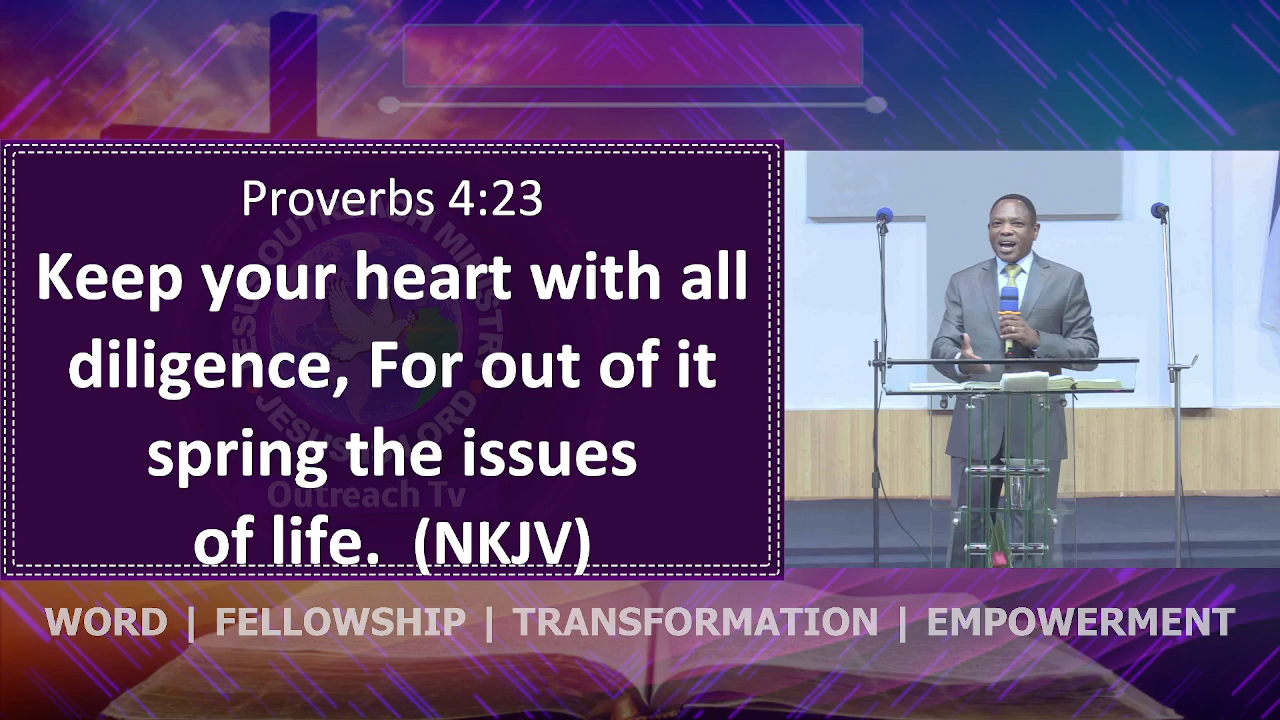 Proverbs 4:23
Keep your heart with all
diligence, For out of it
spring the issues
of life.  (NKJV)
Outreach Tv
WORD | FELLOWSHIP | TRANSFORMATION | EMPOWERMENT